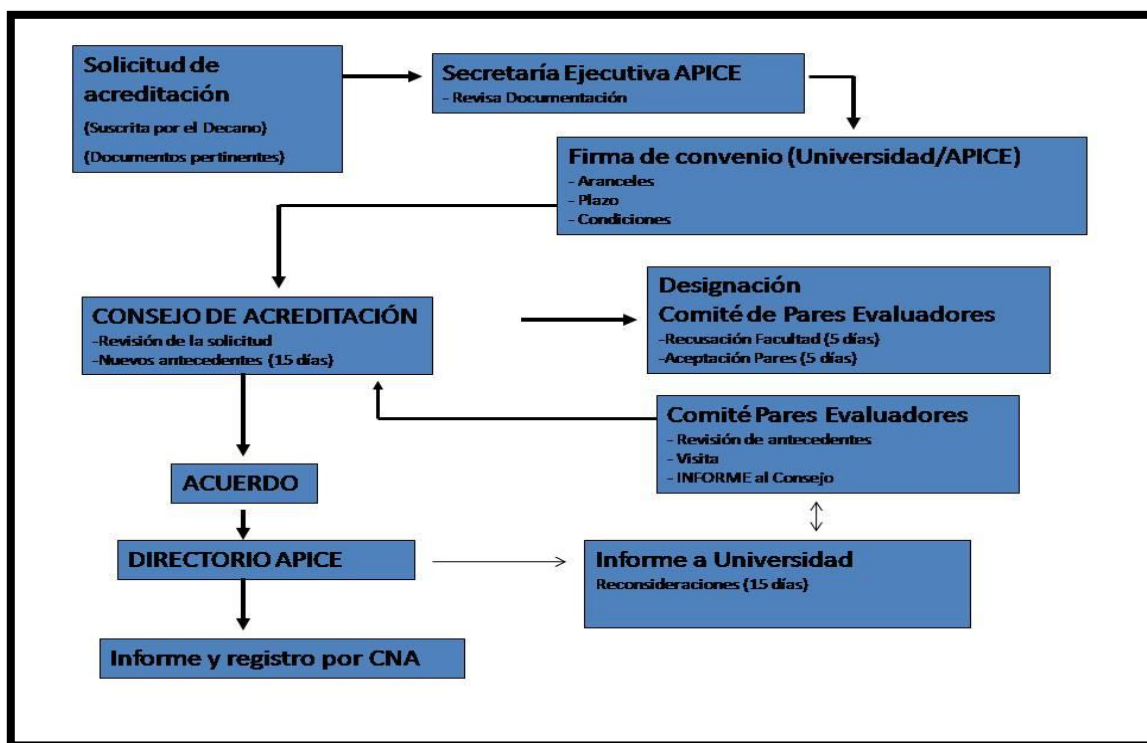 Solicitud de
acreditación
(Suscrita por el Decano)
(Documentos pertinentes)
Secretaría Ejecutiva APICE
- Revisa Documentación
Firma de convenio (Universidad/APICE)
- Aranceles
- Plazo
- Condiciones
CONSEJO DE ACREDITACIÓN
-Revisión de la solicitud
-Nuevos antecedentes (15 días)
Designación
Comité de Pares Evaluadores
-Recusación Facultad (5 días)
-Aceptación Pares (5 días)
Comité Pares Evaluadores
- Revisión de antecedentes
- Visita
- INFORME al Consejo
ACUERDO
DIRECTORIO APICE
Informe a Universidad
Reconsideraciones (15 días)
Informe y registro por CNA